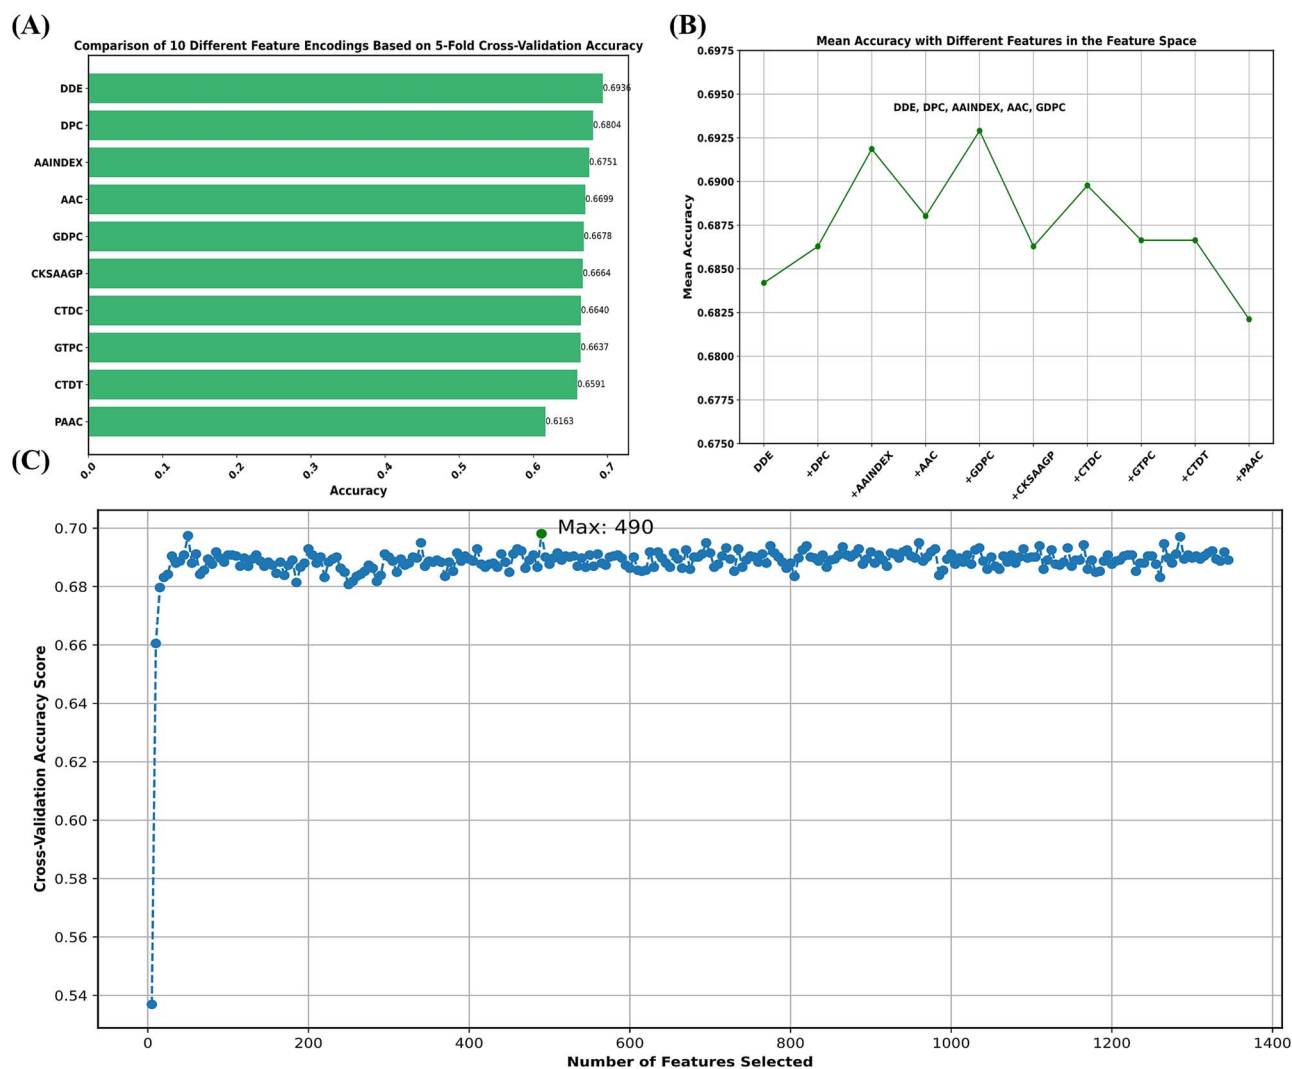 (A)
Comparison of 10 Different Feature Encodings Based on 5-Fold Cross-Validation Accuracy
DDE
0.6936
DPC
0.6804
AAINDEX
0.6751
AAC
0.6699
GDPC
0.6678
CKSAAGP
0.6664
CTDC
0.6640
GTPC
0.6637
CTDT
0.6591
PAAC
0.6163
0.0 0.1 0.2 0.3 0.4 0.5 0.6 0.7
Accuracy
(B)
Mean Accuracy with Different Features in the Feature Space
DDE, DPC, AAINDEX, AAC, GDPC
Mean Accuracy
0.6975
0.6950
0.6925
0.6900
0.6875
0.6850
0.6825
0.6800
0.6775
0.6750
DDE +DPC +AAINDEX +AAC +GDPC +CKSAAGP +CTDC +GTPC +CTDT +PAAC
(C)
Max: 490
Cross-Validation Accuracy Score
0.70
0.68
0.66
0.64
0.62
0.60
0.58
0.56
0.54
0 200 400 600 800 1000 1200 1400
Number of Features Selected